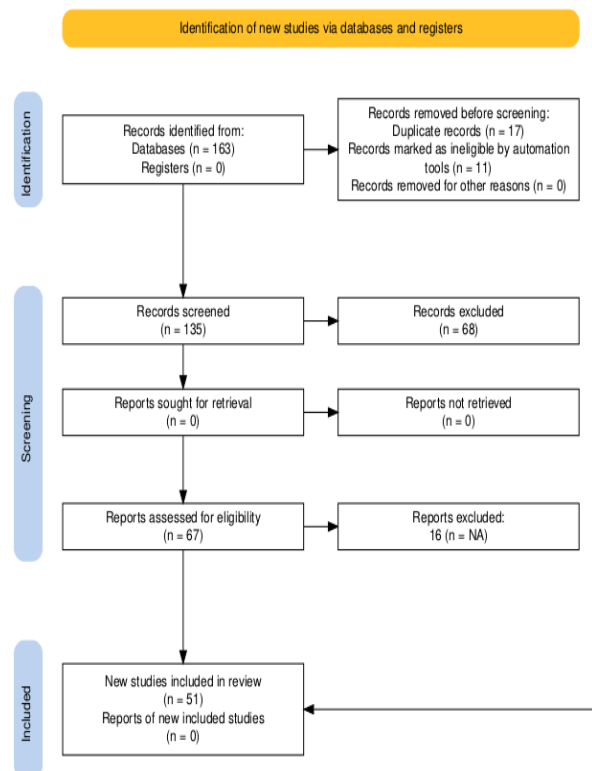 Identification of new studies via databases and registers
Identification
Records identified from:
Databases (n = 163)
Registers (n = 0)
Records removed before screening:
Duplicate records (n = 17)
Records marked as ineligible by automation
tools (n = 11)
Records removed for other reasons (n = 0)
Screening
Records screened
(n = 135)
Records excluded
(n = 68)
Reports sought for retrieval
(n = 0)
Reports not retrieved
(n = 0)
Reports assessed for eligibility
(n = 67)
Reports excluded:
16 (n = NA)
Included
New studies included in review
(n = 51)
Reports of new included studies
(n = 0)